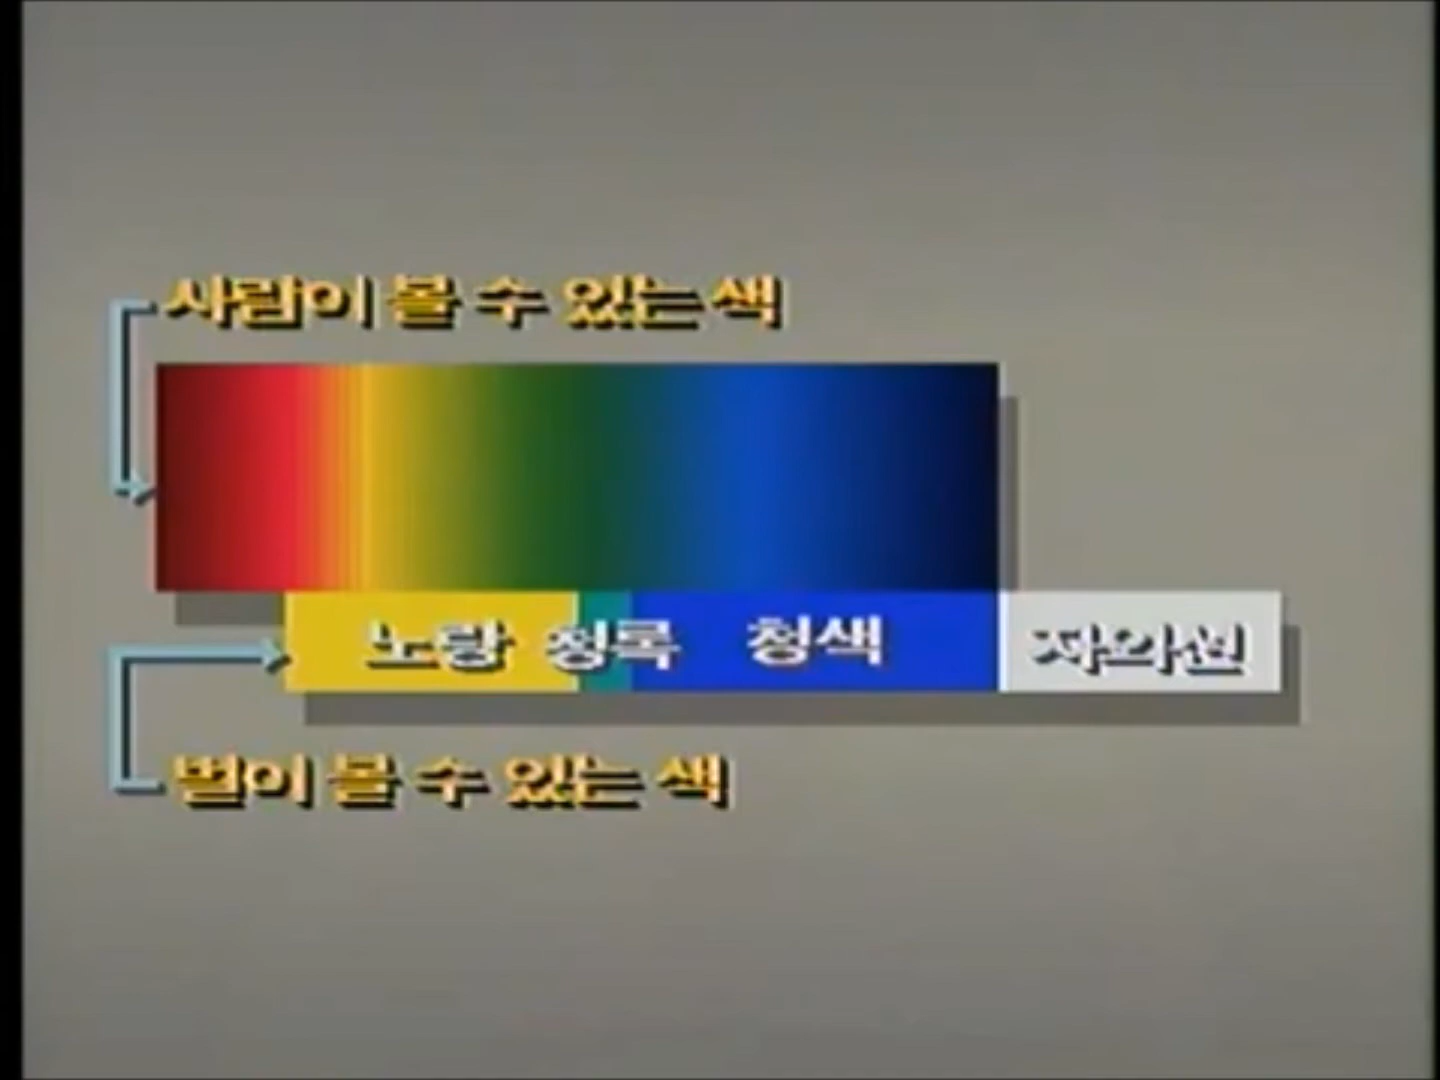 사람이 볼 수 있는 색
노랑 청록 청색 자외선
벌이 볼 수 있는 색